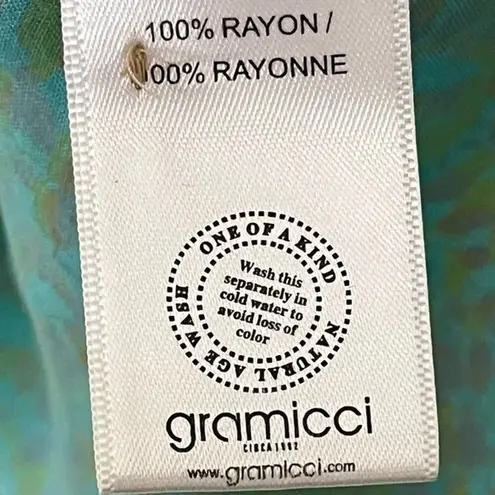 100% RAYON /
100% RAYONNE
ONE OF A KIND
NATURAL AGE WASH
Wash this
separately in
cold water to
avoid loss of
color
gramicci
CIRCA 1982
www.gramicci.com